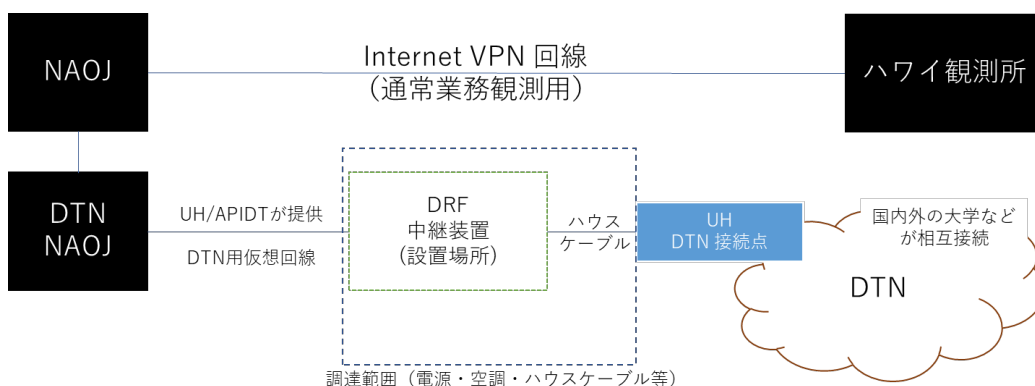 NAOJ
Internet VPN 回線
(通常業務観測用)
ハワイ観測所
DTN
NAOJ
UH/APIDTが提供
DTN用仮想回線
DRF
中継装置
(設置場所)
ハウス
ケーブル
UH
DTN 接続点
国内外の大学など
が相互接続
DTN
調達範囲（電源・空調・ハウスケーブル等）